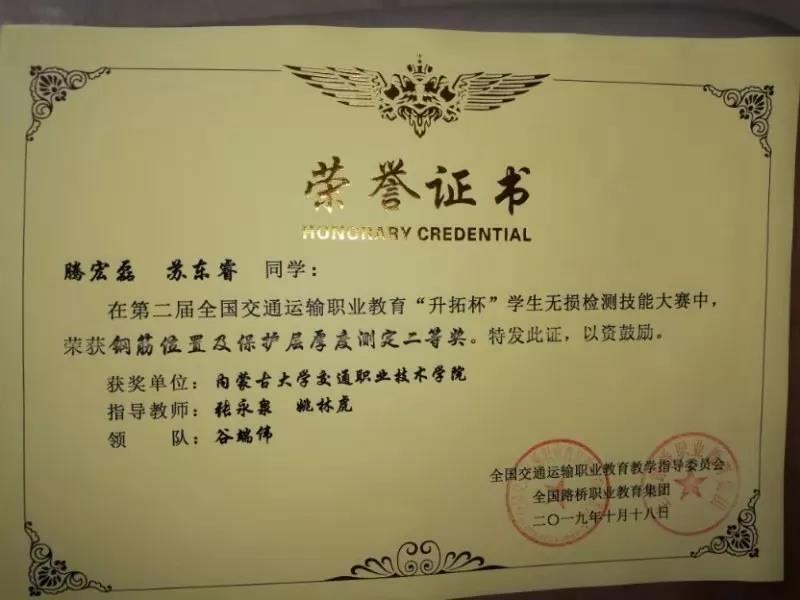 荣誉证书
HONORARY CREDENTIAL
腾宏磊 苏东睿 同学：
在第二届全国交通运输职业教育“升拓杯”学生无损检测技能大赛中，
荣获钢筋位置及保护层厚度测定二等奖。特发此证，以资鼓励。
获奖单位：内蒙古大学交通职业技术学院
指导教师：张永泉 姚林虎
领 队：谷端伟
全国交通运输职业教育教学指导委员会
全国路桥职业教育集团
二〇一九年十月十八日